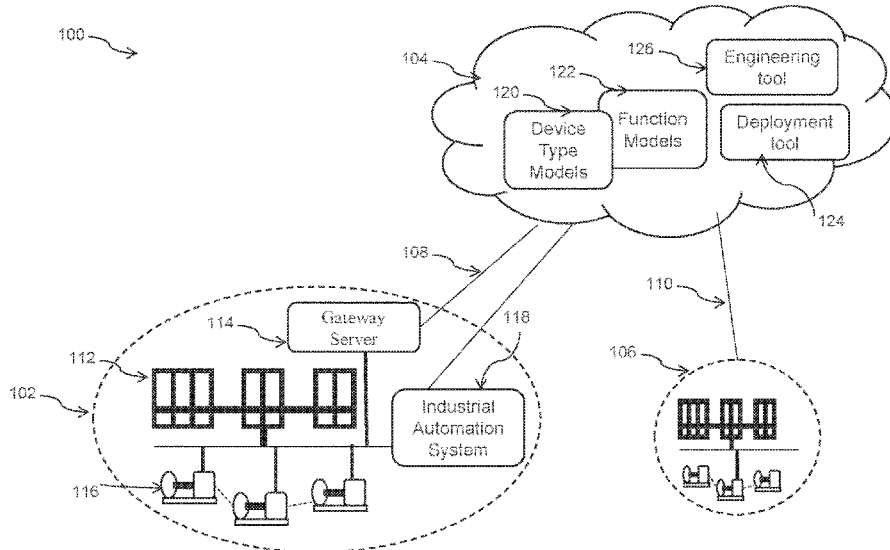 100
104
122
126
Engineering
tool
120
Function
Models
Device
Type
Models
Deployment
tool
124
108
110
114
Gateway
Server
118
112
106
102
Industrial
Automation
System
116